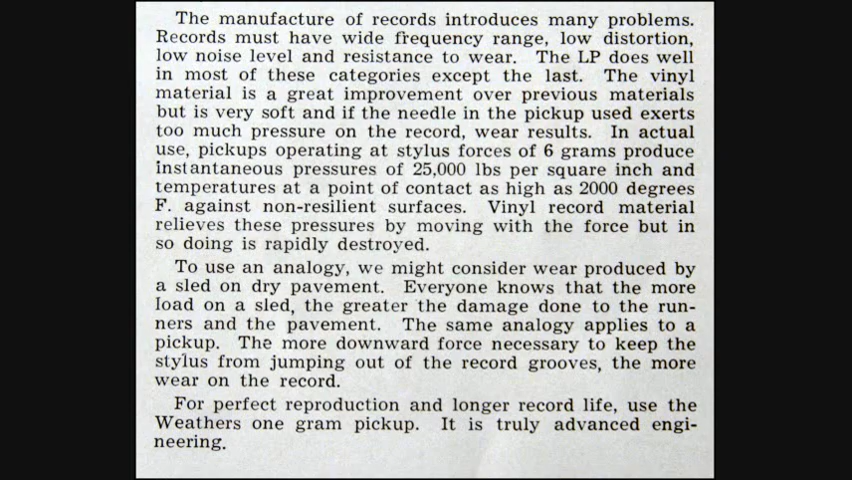 The manufacture of records introduces many problems.
Records must have wide frequency range, low distortion,
low noise level and resistance to wear. The LP does well
in most of these categories except the last. The vinyl
material is a great improvement over previous materials
but is very soft and if the needle in the pickup used exerts
too much pressure on the record, wear results. In actual
use, pickups operating at stylus forces of 6 grams produce
instantaneous pressures of 25,000 lbs per square inch and
temperatures at a point of contact as high as 2000 degrees
F. against non-resilient surfaces. Vinyl record material
relieves these pressures by moving with the force but in
so doing is rapidly destroyed.
To use an analogy, we might consider wear produced by
a sled on dry pavement. Everyone knows that the more
load on a sled, the greater the damage done to the run-
ners and the pavement. The same analogy applies to a
pickup. The more downward force necessary to keep the
stylus from jumping out of the record grooves, the more
wear on the record.
For perfect reproduction and longer record life, use the
Weathers one gram pickup. It is truly advanced engi-
neering.